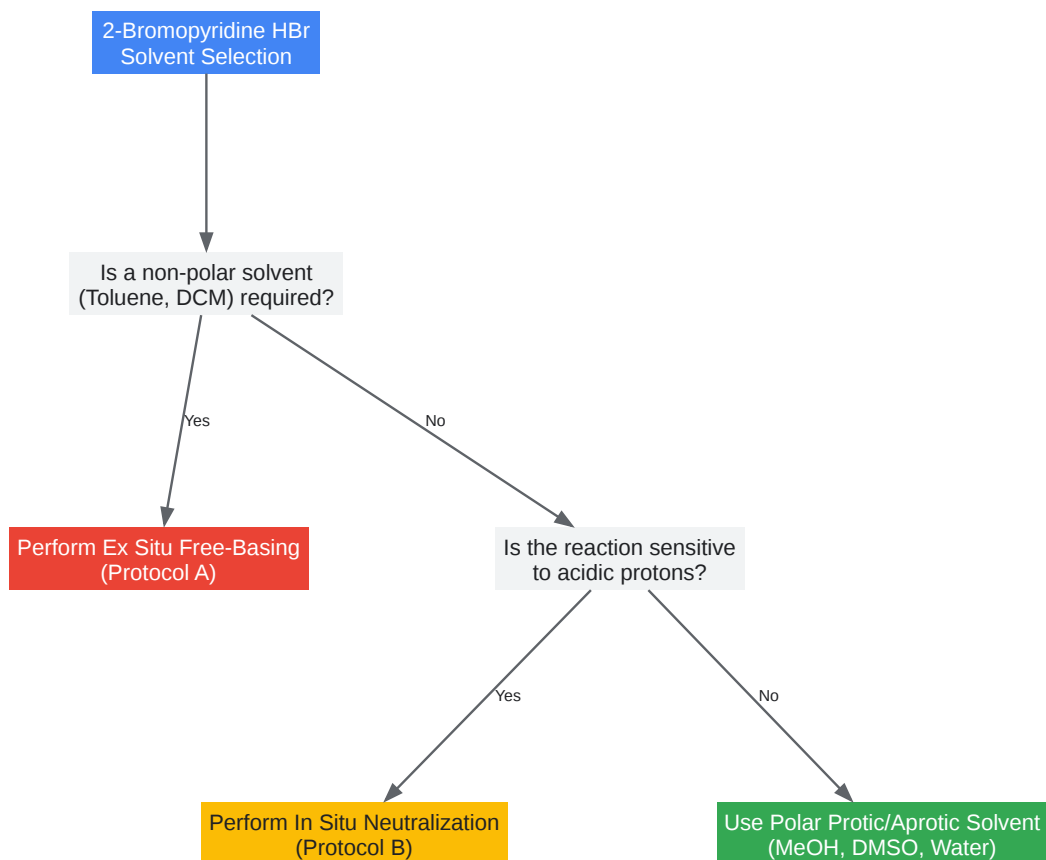 2-Bromopyridine HBr
Solvent Selection
Is a non-polar solvent
(Toluene, DCM) required?
Yes
No
Perform Ex Situ Free-Basing
(Protocol A)
Is the reaction sensitive
to acidic protons?
Yes
No
Perform In Situ Neutralization
(Protocol B)
Use Polar Protic/Aprotic Solvent
(MeOH, DMSO, Water)